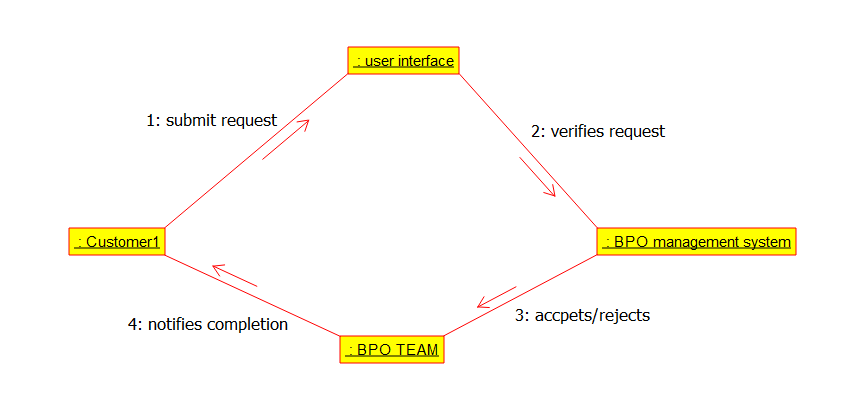 : user interface
1: submit request
2: verifies request
: Customer1
: BPO management system
4: notifies completion
3: accpets/rejects
: BPO TEAM